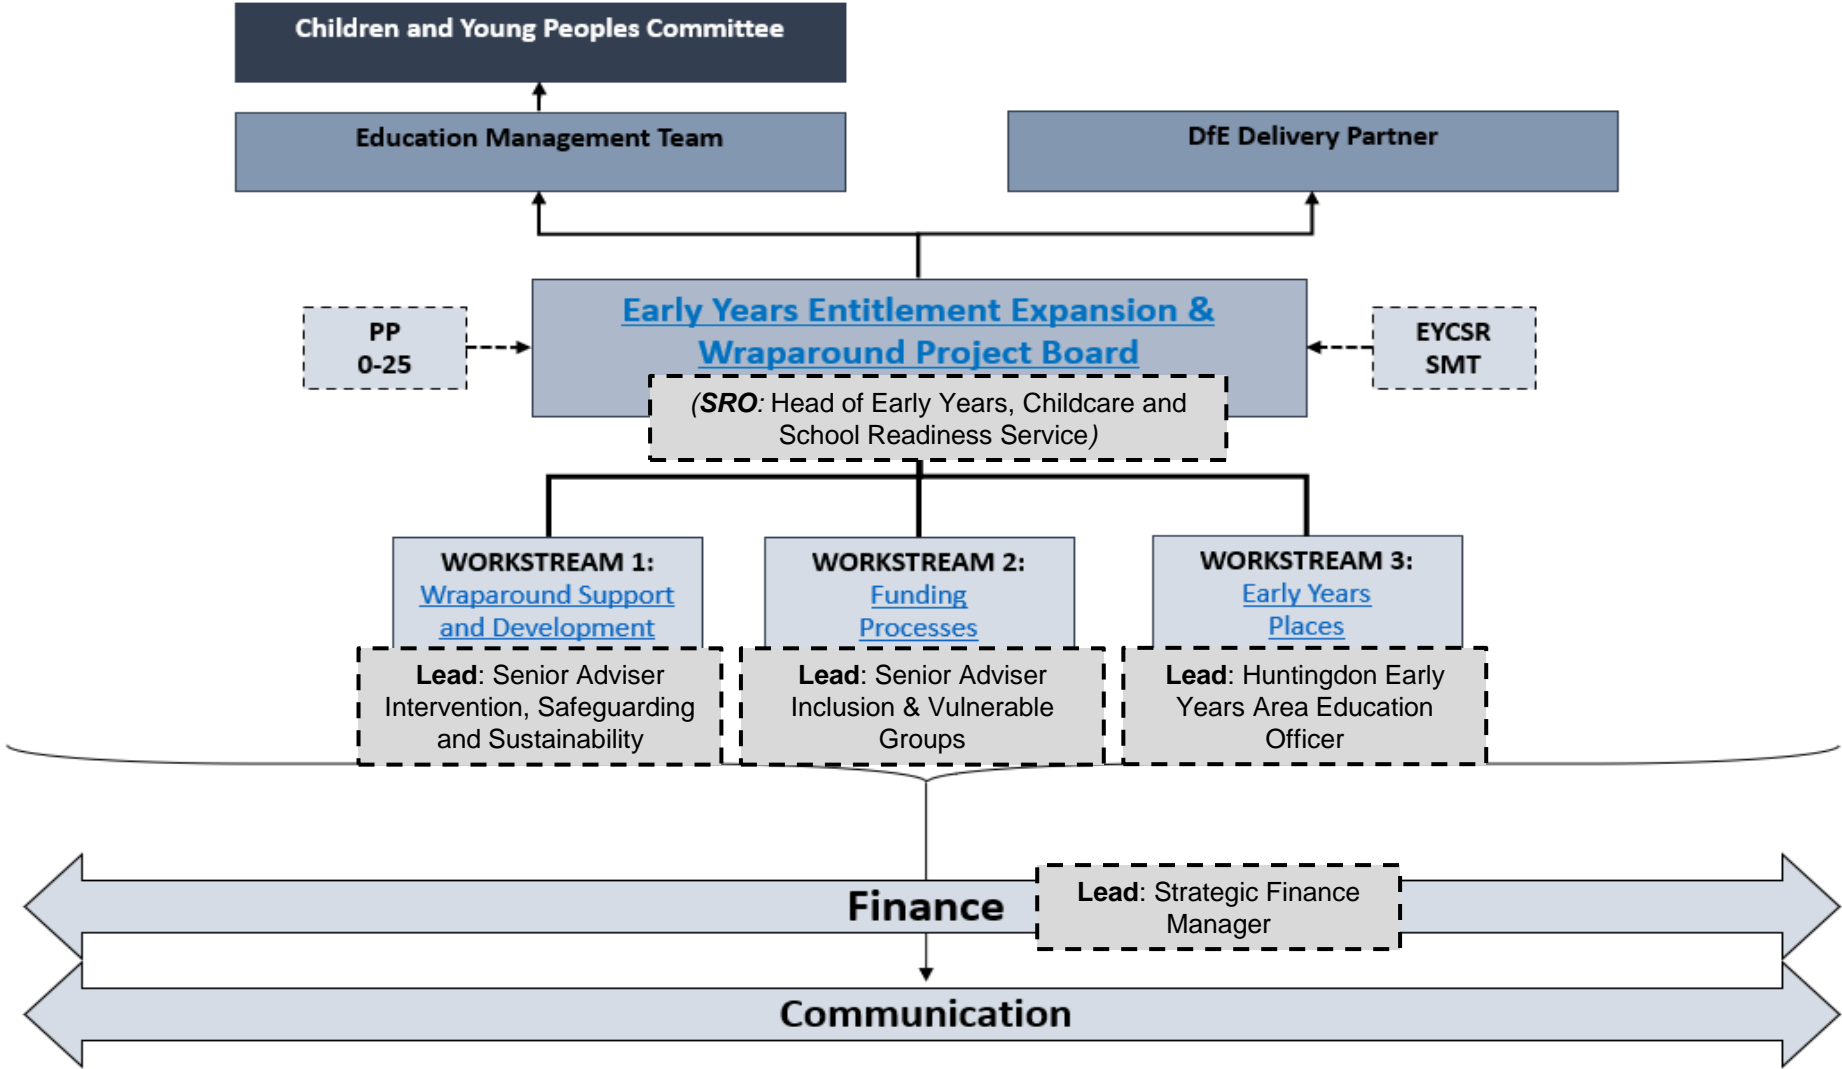 Children and Young Peoples Committee
Education Management Team
DfE Delivery Partner
Early Years Entitlement Expansion &
Wraparound Project Board
PP
0-25
EYCSR
SMT
(SRO: Head of Early Years, Childcare and
School Readiness Service)
WORKSTREAM 1:
Wraparound Support
and Development
Lead: Senior Adviser
Intervention, Safeguarding
and Sustainability
WORKSTREAM 2:
Funding
Processes
Lead: Senior Adviser
Inclusion & Vulnerable
Groups
WORKSTREAM 3:
Early Years
Places
Lead: Huntingdon Early
Years Area Education
Officer
Finance
Lead: Strategic Finance
Manager
Communication